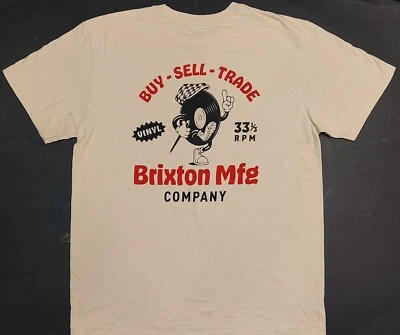 BUY - SELL - TRADE
VINYL
33⅓
RPM
Brixton Mfg
COMPANY